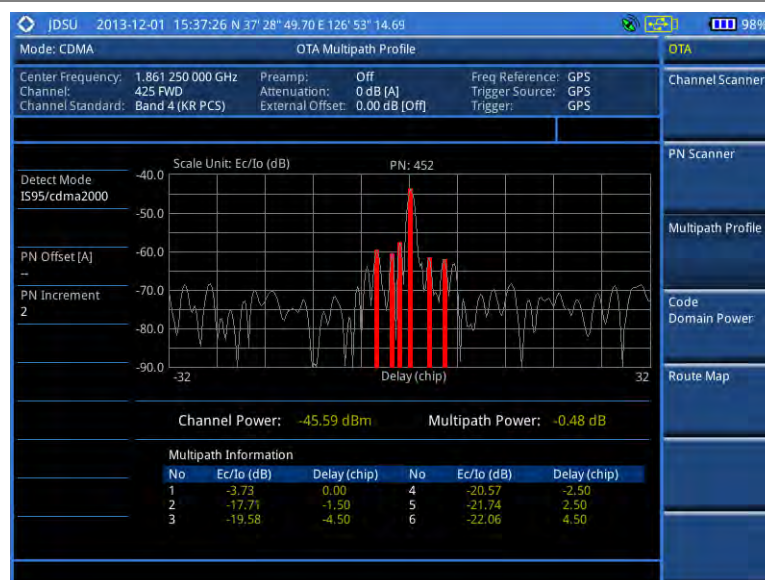 JDSU 2013-12-01 15:37:26 N 37' 28" 49.70 E 126' 53" 14.69 98%
Mode: CDMA OTA Multipath Profile OTA
Center Frequency: 1.861 250 000 GHz Preamp: Off Freq Reference: GPS
Channel: 425 FWD Attenuation: 0 dB [A] Trigger Source: GPS
Channel Standard: Band 4 (KR PCS) External Offset: 0.00 dB [Off] Trigger: GPS
Channel Scanner
PN Scanner
Multipath Profile
Code
Domain Power
Route Map
Detect Mode
IS95/cdma2000
PN Offset [A]
--
PN Increment
2
Scale Unit: Ec/Io (dB) PN: 452
-40.0
-50.0
-60.0
-70.0
-80.0
-90.0
-32 Delay (chip) 32
Channel Power: -45.59 dBm Multipath Power: -0.48 dB
Multipath Information
No Ec/Io (dB) Delay (chip) No Ec/Io (dB) Delay (chip)
1 -3.73 0.00 4 -20.57 -2.50
2 -17.71 -1.50 5 -21.74 2.50
3 -19.58 -4.50 6 -22.06 4.50